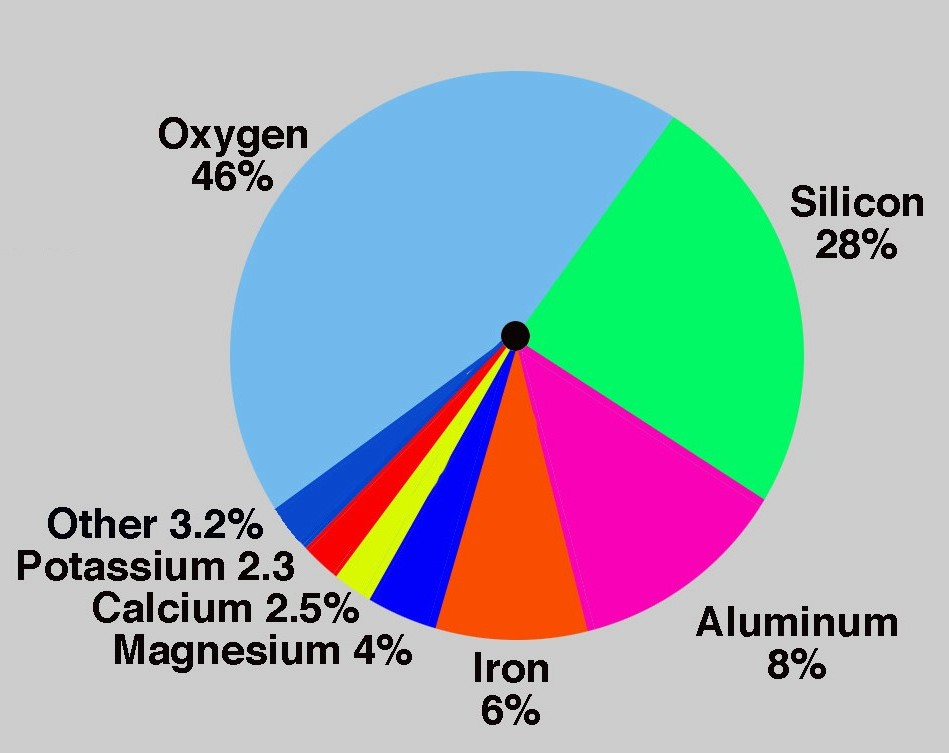 Oxygen
46%
Silicon
28%
Aluminum
8%
Iron
6%
Magnesium 4%
Calcium 2.5%
Potassium 2.3
Other 3.2%